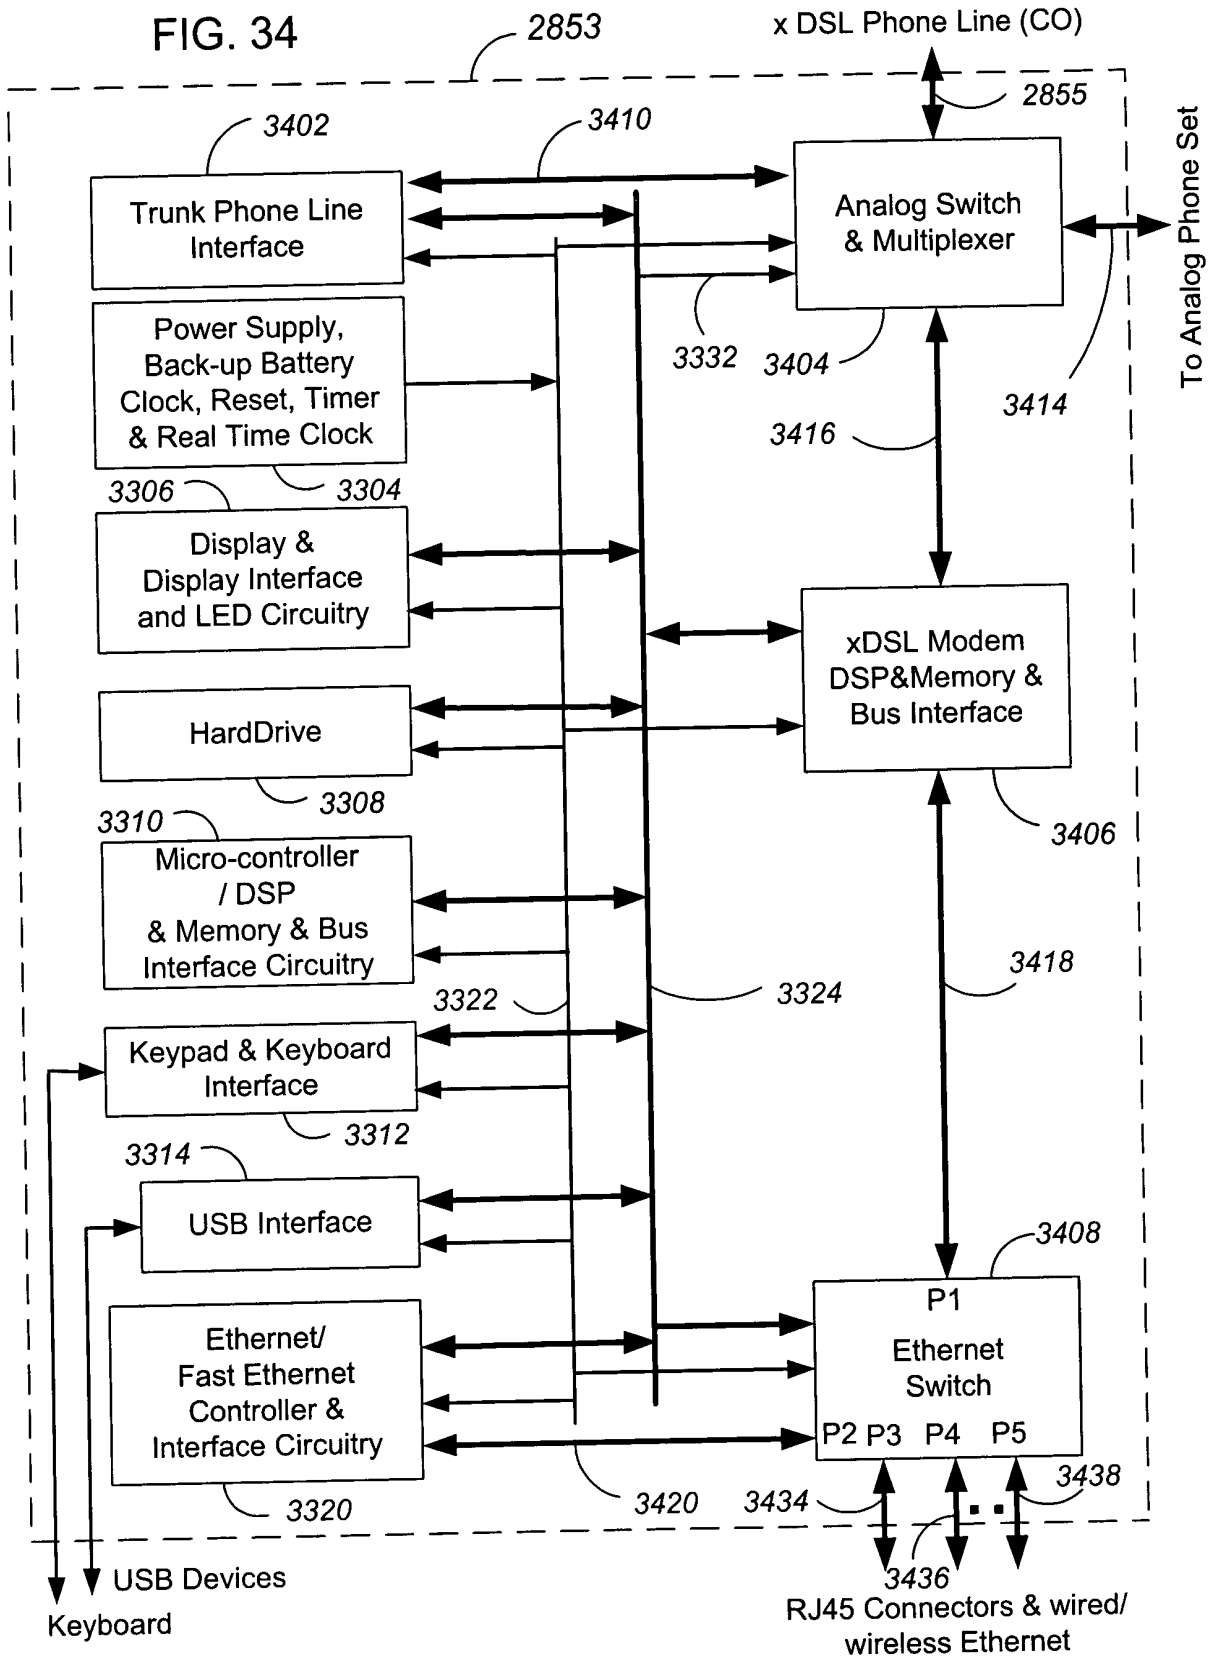 FIG. 34
2853
x DSL Phone Line (CO)
2855
To Analog Phone Set
3402
3410
Trunk Phone Line
Interface
Analog Switch
& Multiplexer
3332
3404
3414
Power Supply,
Back-up Battery
Clock, Reset, Timer
& Real Time Clock
3304
3416
3306
Display &
Display Interface
and LED Circuitry
xDSL Modem
DSP&Memory &
Bus Interface
3406
HardDrive
3308
3310
Micro-controller
/ DSP
& Memory & Bus
Interface Circuitry
3322
3324
3418
Keypad & Keyboard
Interface
3312
3314
USB Interface
3408
P1
Ethernet
Switch
P2 P3 P4 P5
Ethernet/
Fast Ethernet
Controller &
Interface Circuitry
3320
3420
3434
3436
3438
USB Devices
Keyboard
RJ45 Connectors & wired/
wireless Ethernet